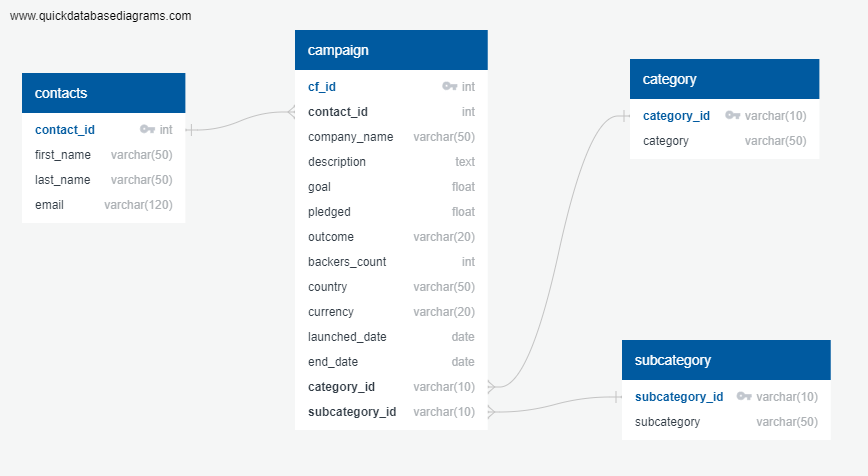 www.quickdatabasediagrams.com
contacts
contact_id int
first_name varchar(50)
last_name varchar(50)
email varchar(120)
campaign
cf_id int
contact_id int
company_name varchar(50)
description text
goal float
pledged float
outcome varchar(20)
backers_count int
country varchar(50)
currency varchar(20)
launched_date date
end_date date
category_id varchar(10)
subcategory_id varchar(10)
category
category_id varchar(10)
category varchar(50)
subcategory
subcategory_id varchar(10)
subcategory varchar(50)